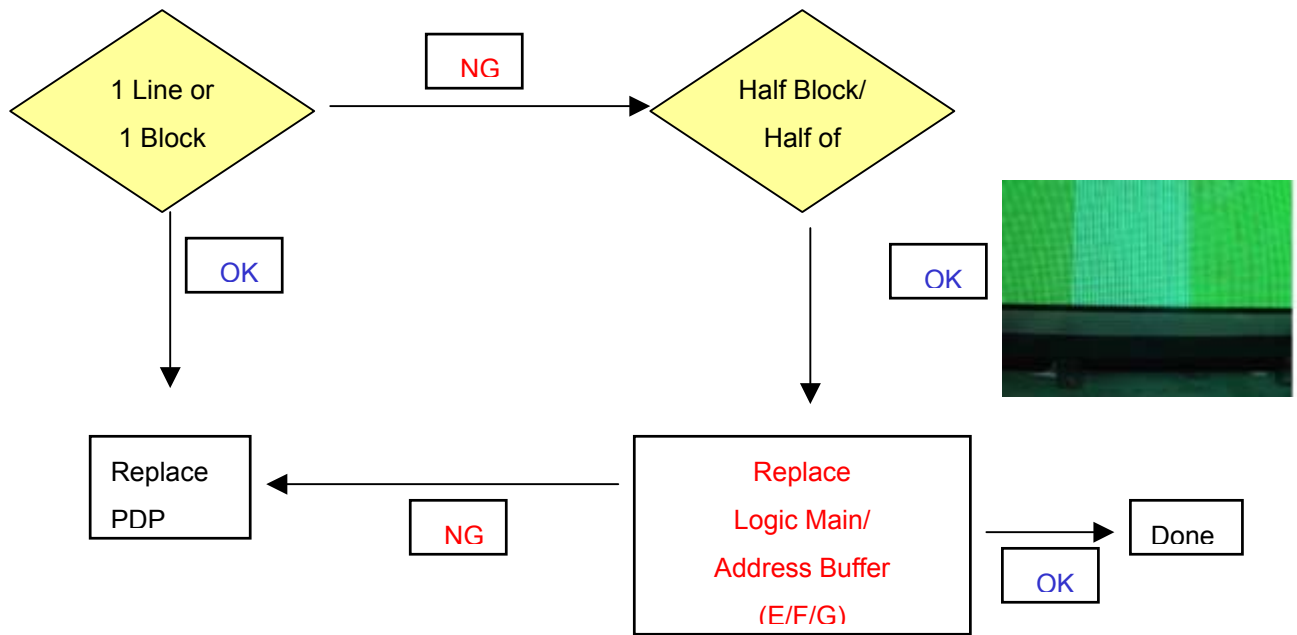 1 Line or
1 Block
NG
Half Block/
Half of
OK
OK
Replace
PDP
NG
Replace
Logic Main/
Address Buffer
(E/F/G)
OK
Done